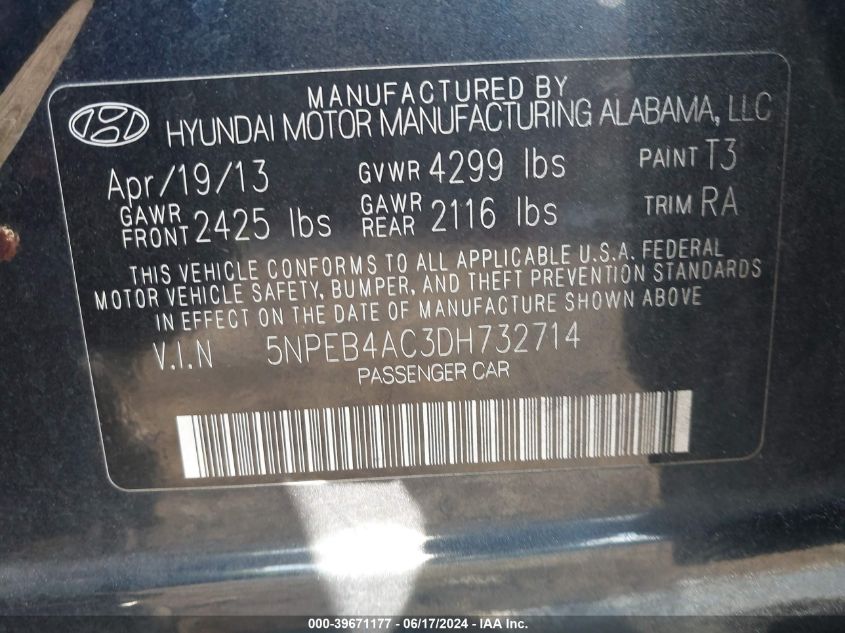 MANUFACTURED BY
HYUNDAI MOTOR MANUFACTURING ALABAMA, LLC
Apr/19/13 GVWR 4299 lbs PAINT T3
GAWR FRONT 2425 lbs GAWR REAR 2116 lbs TRIM RA
THIS VEHICLE CONFORMS TO ALL APPLICABLE U.S.A. FEDERAL
MOTOR VEHICLE SAFETY, BUMPER, AND THEFT PREVENTION STANDARDS
IN EFFECT ON THE DATE OF MANUFACTURE SHOWN ABOVE
V.I.N 5NPEB4AC3DH732714
PASSENGER CAR
000-39671177 - 06/17/2024 - IAA Inc.